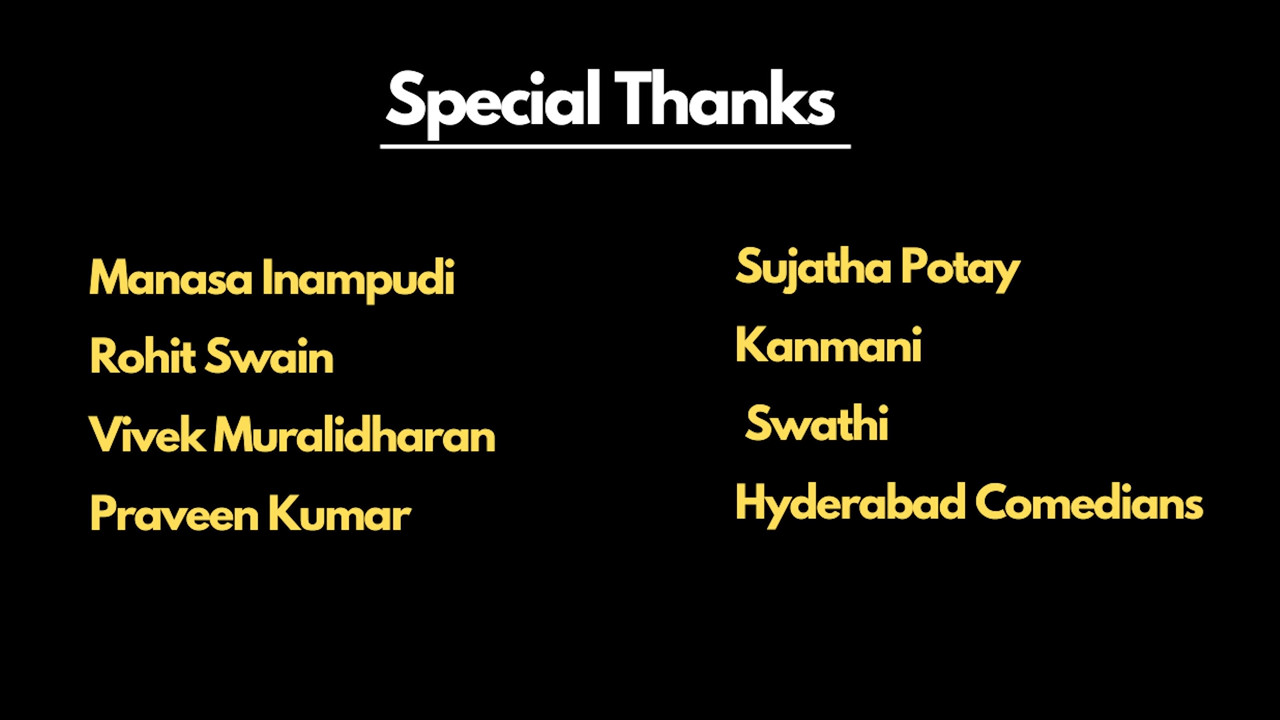 Special Thanks
Manasa Inampudi
Rohit Swain
Vivek Muralidharan
Praveen Kumar
Sujatha Potay
Kanmani
Swathi
Hyderabad Comedians